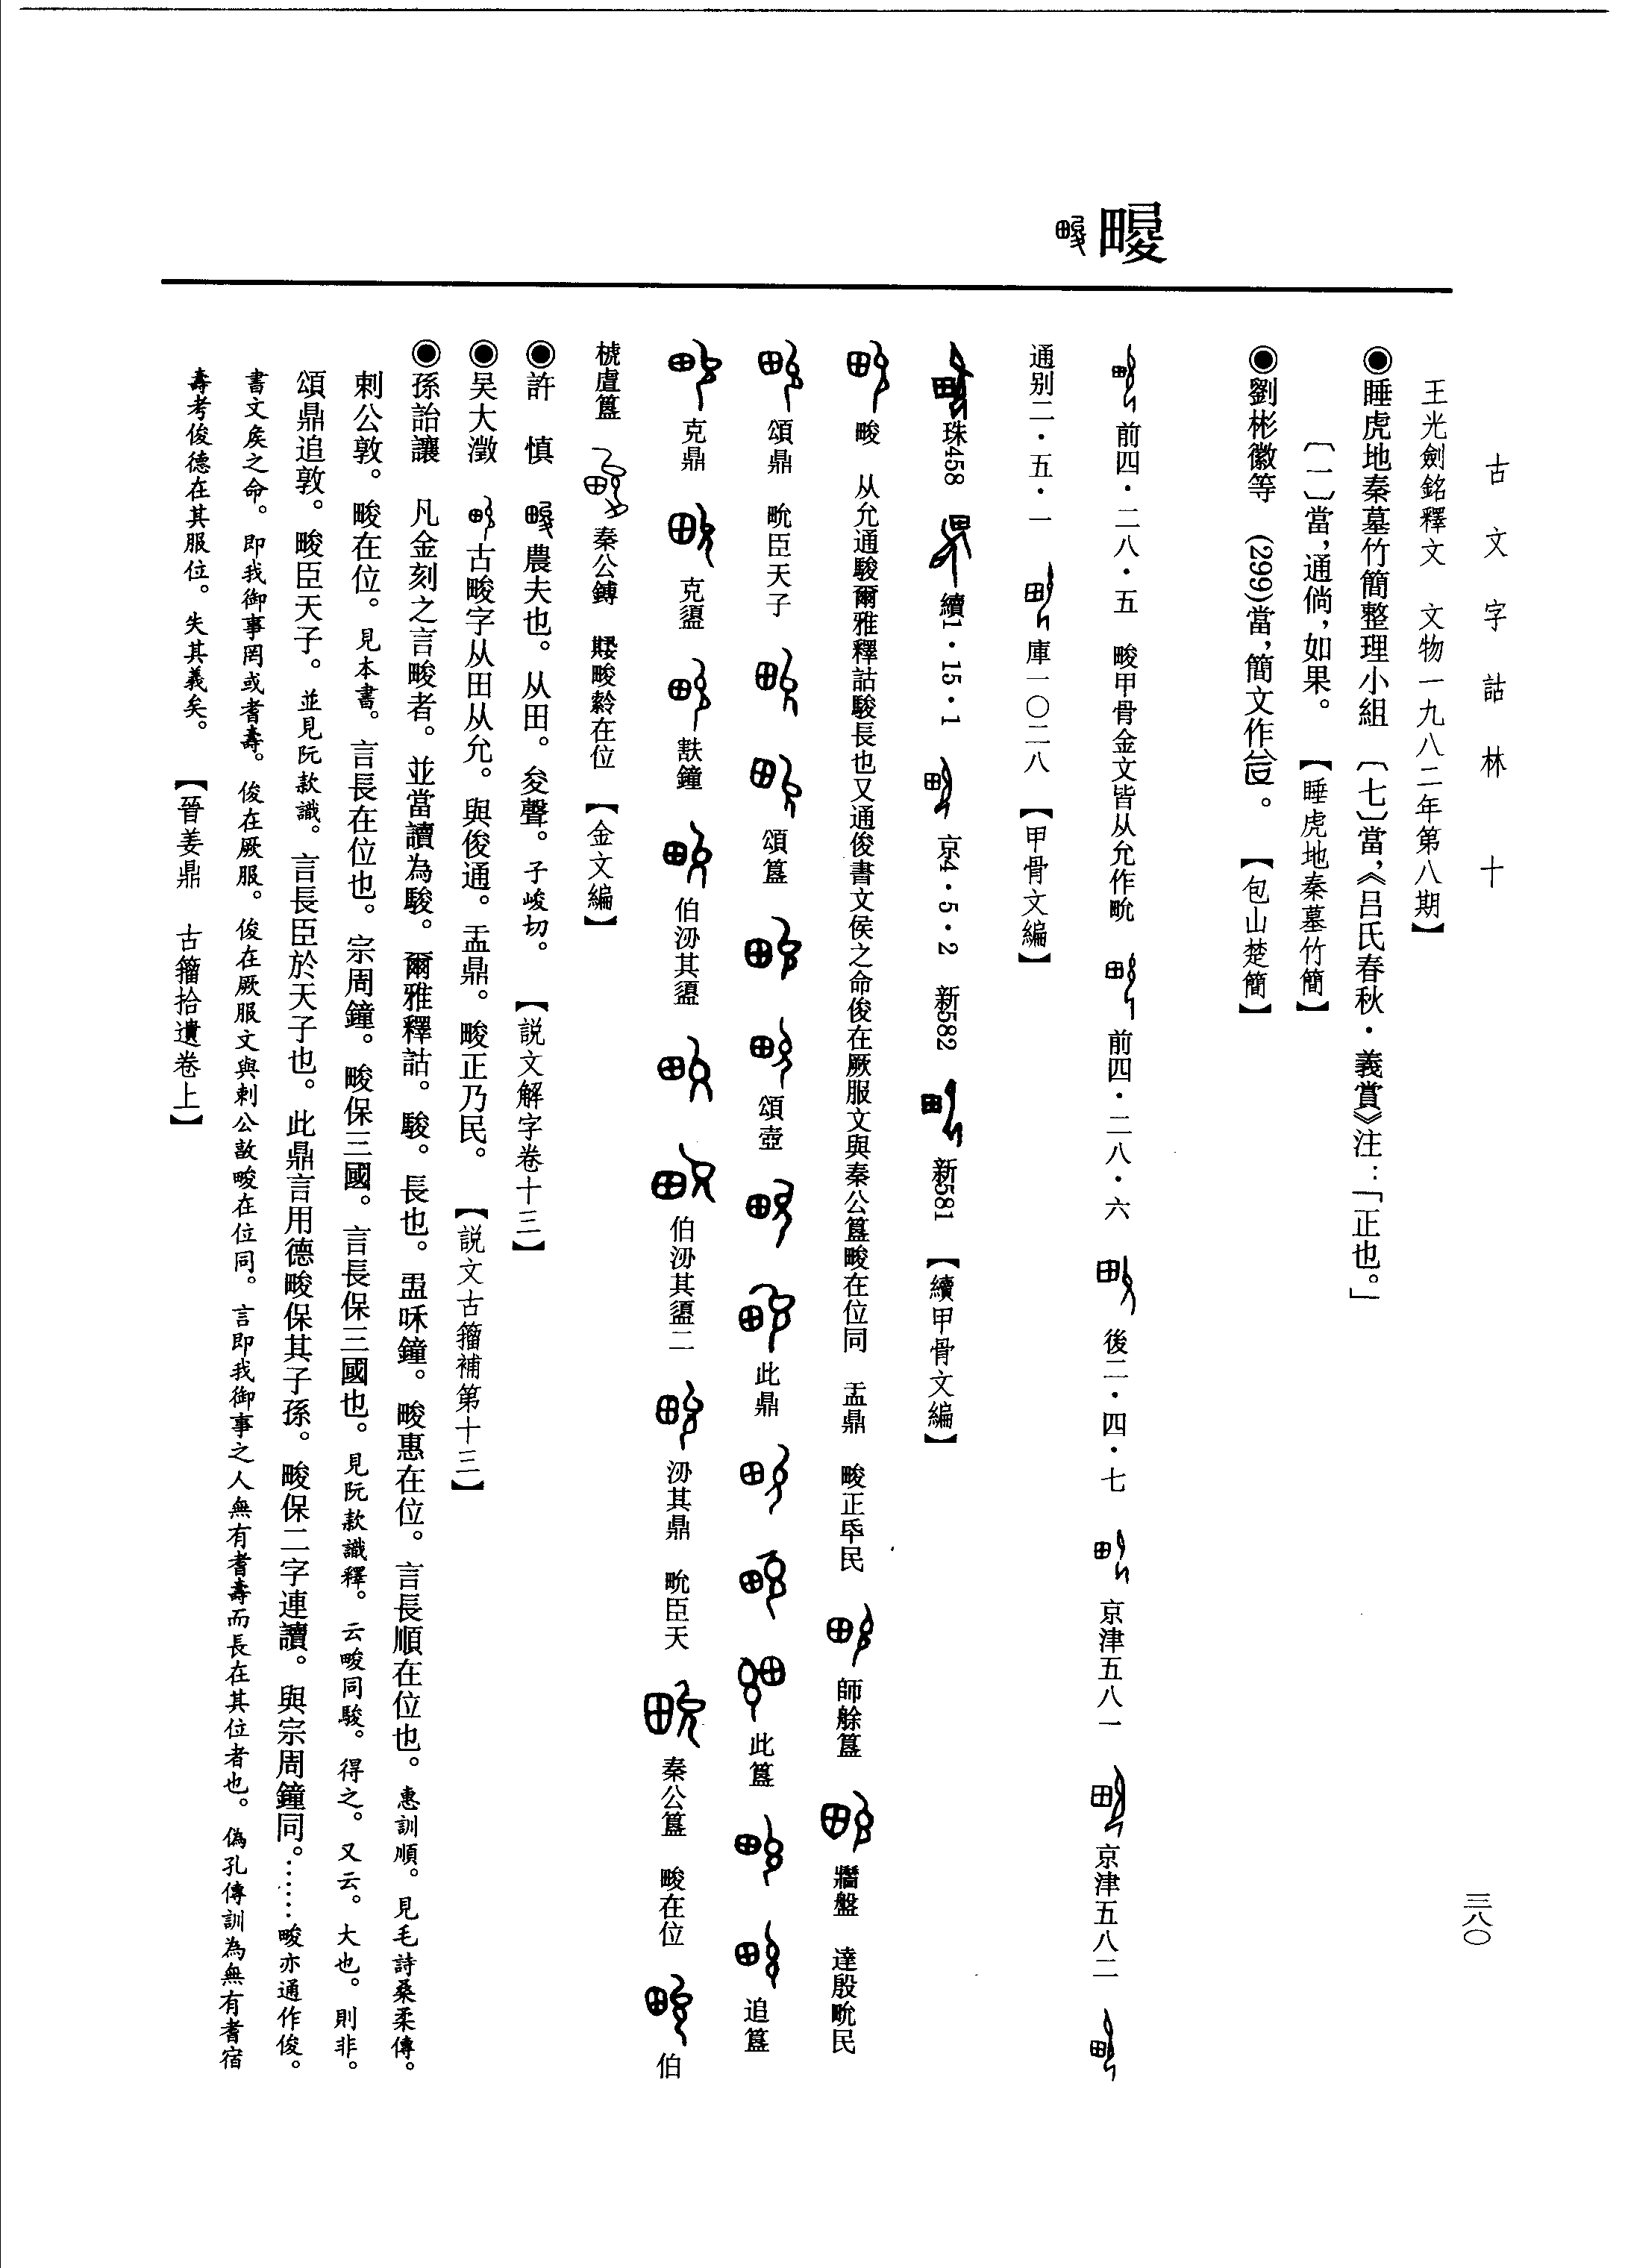 古文字詁林 十
三八〇
王光劍銘釋文 文物一九八二年第八期】
◉睡虎地秦墓竹簡整理小組 〔七〕當，《吕氏春秋·義賞》注：「正也。」
〔一〕當，通倘，如果。 【睡虎地秦墓竹簡】
◉劉彬徽等 (299)當，簡文作。 【包山楚簡】
畯
前四·二八·五 畯甲骨金文皆从允作畍 前四·二八·六 後二·四·七 京津五八一 京津五八二
通别二·五·一 庫一〇二八 【甲骨文編】
珠458 續1·15·1 京4·5·2 新582 新581 【續甲骨文編】
畯 从允通駿爾雅釋詁駿長也又通俊書文侯之命俊在厥服文與秦公簋畯在位同 盂鼎 畯正氒民 師艅簋 牆盤 達殷畯民
頌鼎 畯臣天子 頌簋 頌壺 此鼎 此簋 追簋
克鼎 克盨 㝬鐘 伯汈其盨 伯汈其盨二 汈其鼎 畯臣天 秦公簋 畯在位 伯
椃盧簋 秦公鎛 畯在位 【金文編】
◉許 慎 農夫也。从田。夋聲。子峻切。 【説文解字卷十三】
◉吴大澂 古畯字从田从允。與俊通。盂鼎。畯正乃民。 【説文古籀補第十三】
◉孫詒讓 凡金刻之言畯者。並當讀為駿。爾雅釋詁。駿。長也。盄咊鐘。畯惠在位。言長順在位也。惠訓順。見毛詩桑柔傳。
刺公敦。畯在位。見本書。言長在位也。宗周鐘。畯保三國。言長保三國也。見阮款識釋。云畯同駿。得之。又云。大也。則非。
頌鼎追敦。畯臣天子。並見阮款識。言長臣於天子也。此鼎言用德畯保其子孫。畯保二字連讀。與宗周鐘同。……畯亦通作俊。
書文矦之命。即我御事罔或耆壽。俊在厥服。俊在厥服文與刺公敦畯在位同。言即我御事之人無有耆壽而長在其位者也。偽孔傳訓為無有耆宿
壽考俊德在其服位。失其義矣。 【晉姜鼎 古籀拾遺卷上】